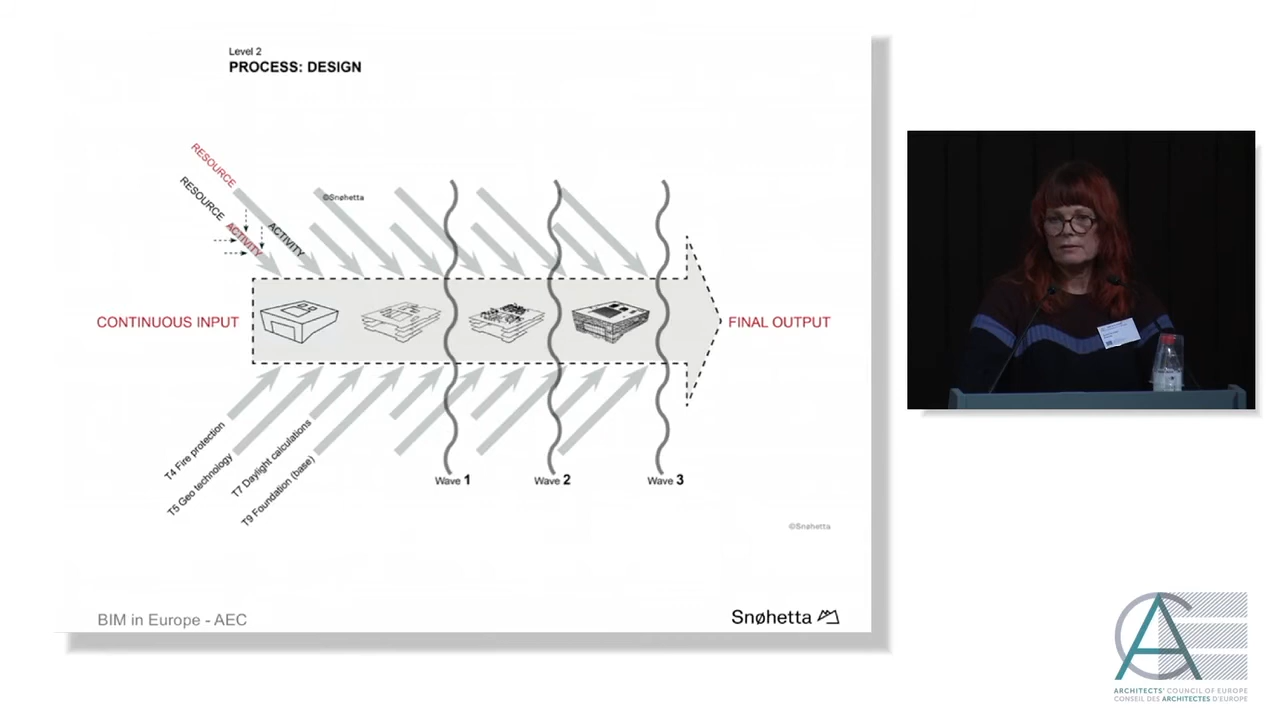 Level 2
PROCESS: DESIGN
RESOURCE
RESOURCE
ACTIVITY
ACTIVITY
©Snøhetta
CONTINUOUS INPUT
FINAL OUTPUT
T4 Fire protection
T5 Geo technology
T7 Daylight calculations
T9 Foundation (base)
Wave 1
Wave 2
Wave 3
©Snøhetta
BIM in Europe - AEC
Snøhetta
ACE
ARCHITECTS' COUNCIL OF EUROPE
CONSEIL DES ARCHITECTES D'EUROPE